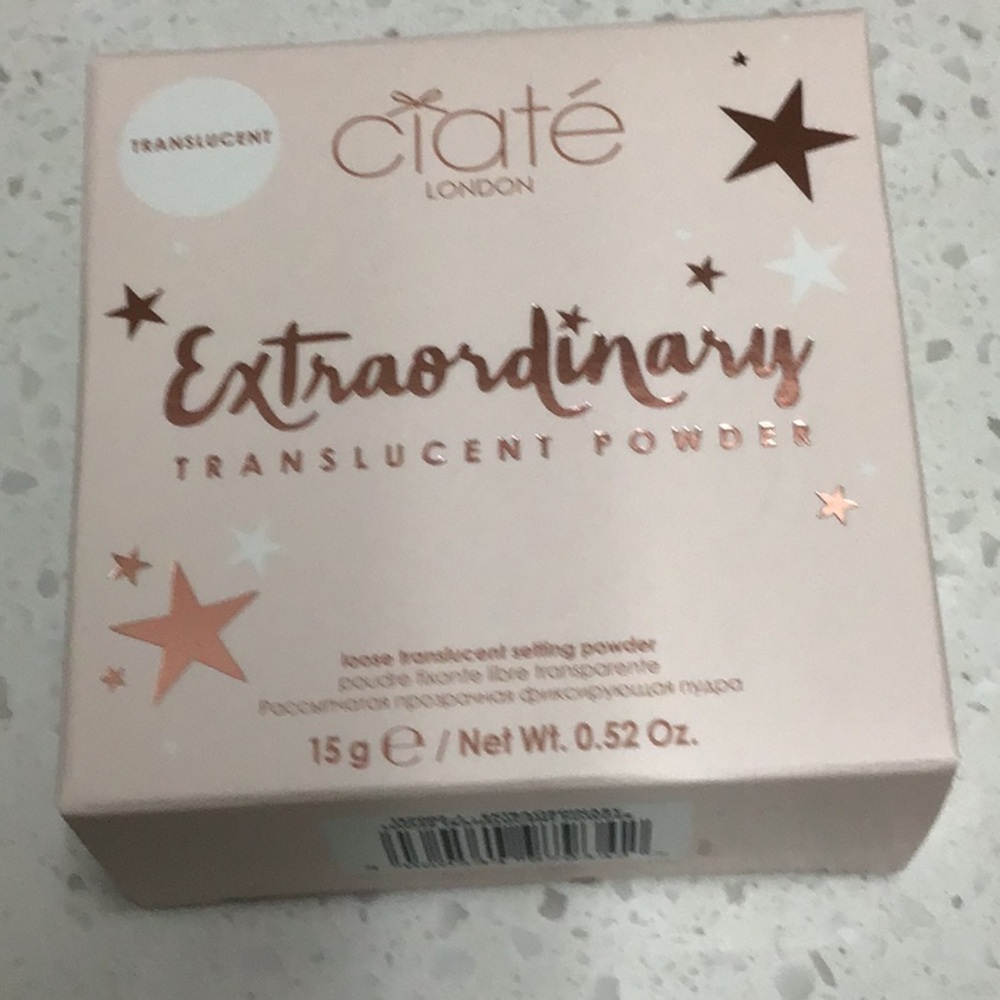 TRANSLUCENT
ciaté
LONDON
Extraordinary
TRANSLUCENT POWDER
loose translucent setting powder
poudre fixante libre transparente
Рассыпчатая прозрачная фиксирующая пудра
15 g ℮ / Net Wt. 0.52 Oz.